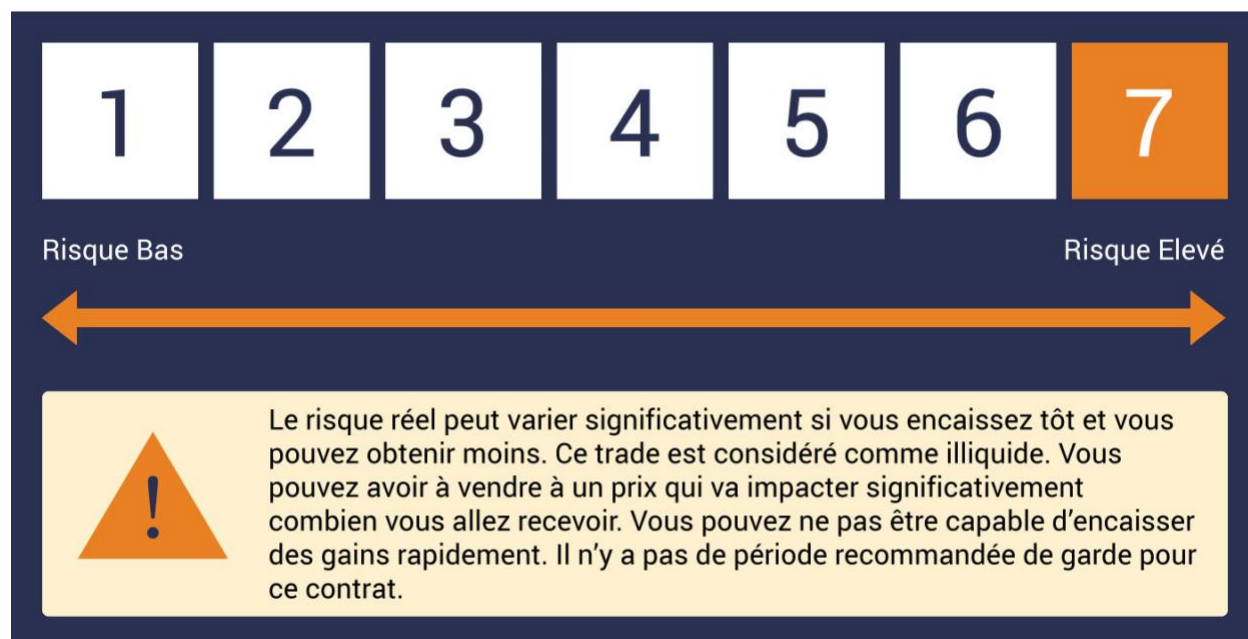 1 2 3 4 5 6 7
Risque Bas
Risque Elevé
!
Le risque réel peut varier significativement si vous encaissez tôt et vous
pouvez obtenir moins. Ce trade est considéré comme illiquide. Vous
pouvez avoir à vendre à un prix qui va impacter significativement
combien vous allez recevoir. Vous pouvez ne pas être capable d’encaisser
des gains rapidement. Il n’y a pas de période recommandée de garde pour
ce contrat.